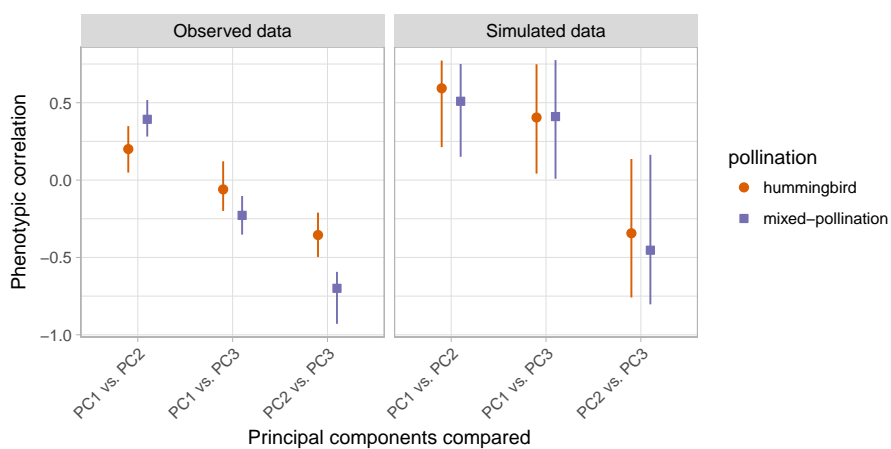 Observed data
Simulated data
Phenotypic correlation
0.5
0.0
−0.5
−1.0
PC1 vs. PC2
PC1 vs. PC3
PC2 vs. PC3
PC1 vs. PC2
PC1 vs. PC3
PC2 vs. PC3
Principal components compared
pollination
hummingbird
mixed−pollination